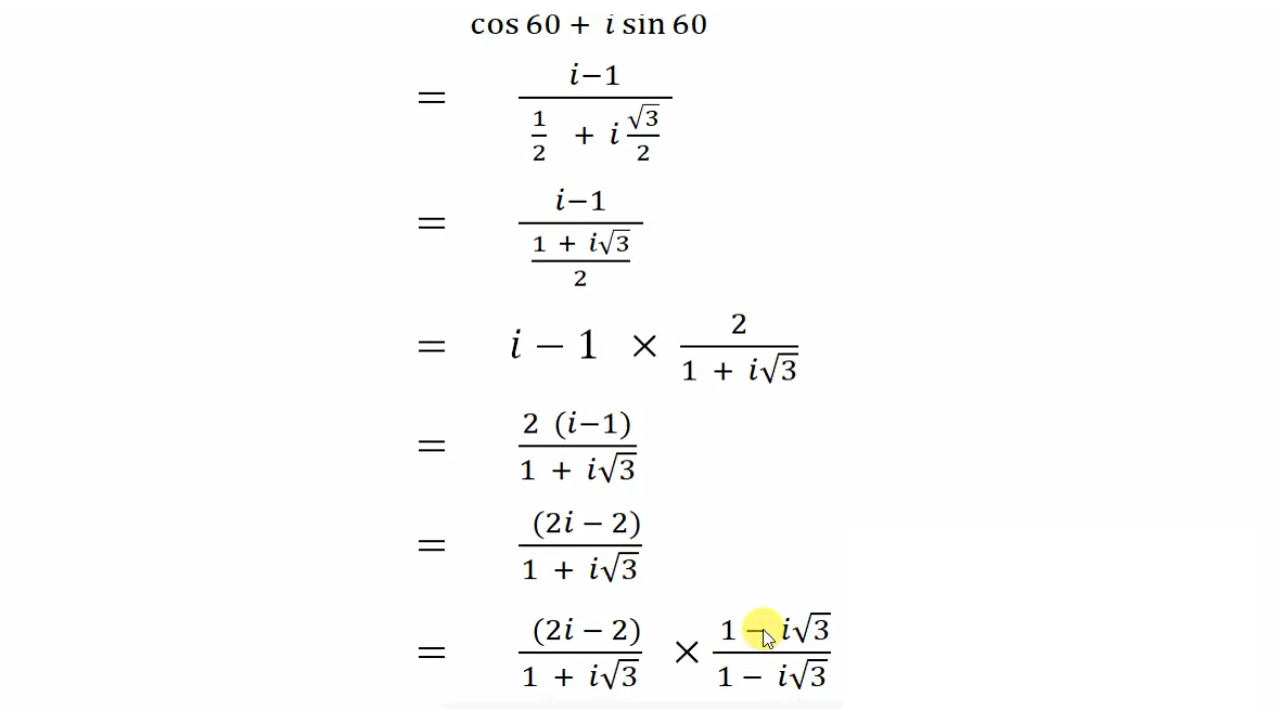 cos 60 + i sin 60
= i−1 / (1/2 + i √3/2)
= i−1 / ((1 + i√3)/2)
= i − 1 × 2 / (1 + i√3)
= 2 (i−1) / (1 + i√3)
= (2i − 2) / (1 + i√3)
= (2i − 2) / (1 + i√3) × (1 − i√3) / (1 − i√3)